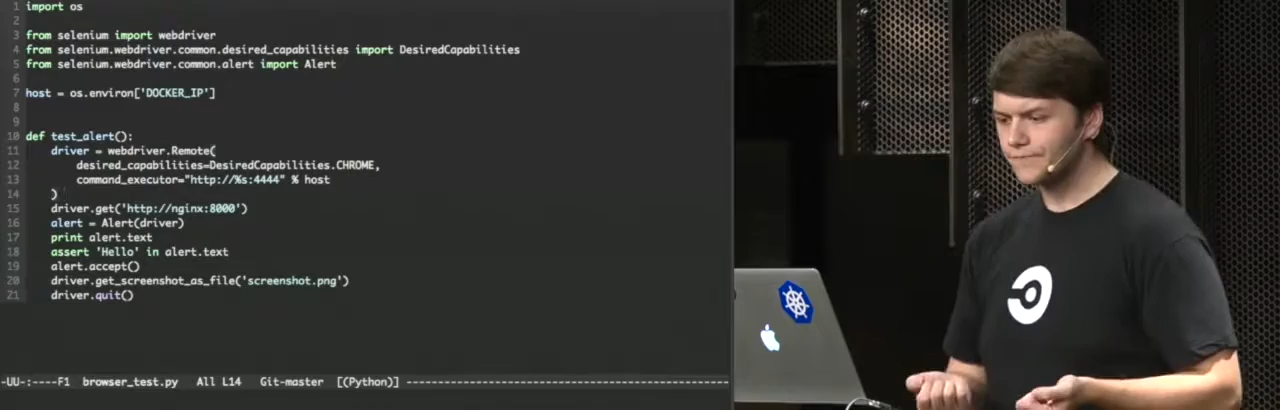 1 import os
2
3 from selenium import webdriver
4 from selenium.webdriver.common.desired_capabilities import DesiredCapabilities
5 from selenium.webdriver.common.alert import Alert
6
7 host = os.environ['DOCKER_IP']
8
9
10 def test_alert():
11     driver = webdriver.Remote(
12         desired_capabilities=DesiredCapabilities.CHROME,
13         command_executor="http://%s:4444" % host
14     )
15     driver.get('http://nginx:8000')
16     alert = Alert(driver)
17     print alert.text
18     assert 'Hello' in alert.text
19     alert.accept()
20     driver.get_screenshot_as_file('screenshot.png')
21     driver.quit()
-UU-:----F1  browser_test.py   All L14   Git-master  [(Python)] ------------------------------------------------------